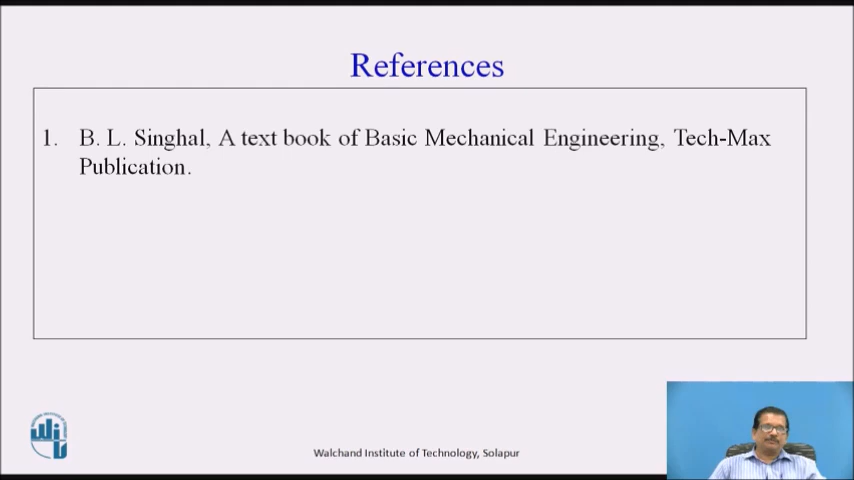 References
1. B. L. Singhal, A text book of Basic Mechanical Engineering, Tech-Max
Publication.
Walchand Institute of Technology, Solapur